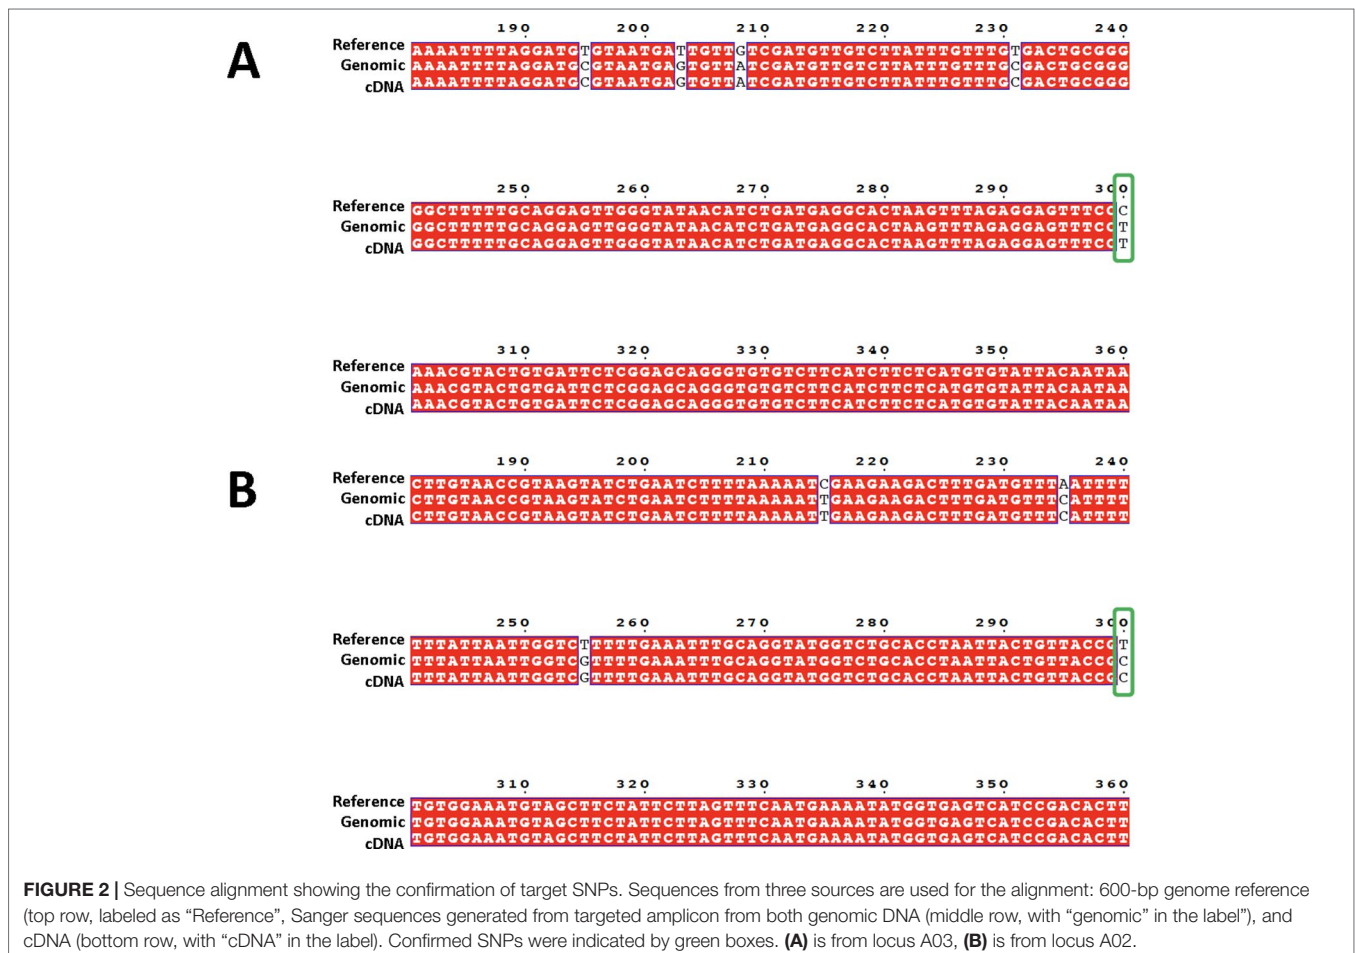 A
190 200 210 220 230 240
Reference AAAATTTTAGGATGTGTAATGATTGTTGTCGATGTTGTCTTATTTGTTTGTGACTGCGGG
Genomic AAAATTTTAGGATGCGTAATGAGTGTTATCGATGTTGTCTTATTTGTTTGCGACTGCGGG
cDNA AAAATTTTAGGATGCGTAATGAGTGTTATCGATGTTGTCTTATTTGTTTGCGACTGCGGG
250 260 270 280 290 300
Reference GGCTTTTTGCAGGAGTTGGGTATAACATCTGATGAGGCACTAAGTTTAGAGGAGTTTCCC
Genomic GGCTTTTTGCAGGAGTTGGGTATAACATCTGATGAGGCACTAAGTTTAGAGGAGTTTCCT
cDNA GGCTTTTTGCAGGAGTTGGGTATAACATCTGATGAGGCACTAAGTTTAGAGGAGTTTCCT
310 320 330 340 350 360
Reference AAACGTACTGTGATTCTCGGAGCAGGGTGTGTCTTCATCTTCTCATGTGTATTACAATAA
Genomic AAACGTACTGTGATTCTCGGAGCAGGGTGTGTCTTCATCTTCTCATGTGTATTACAATAA
cDNA AAACGTACTGTGATTCTCGGAGCAGGGTGTGTCTTCATCTTCTCATGTGTATTACAATAA
B
190 200 210 220 230 240
Reference CTTGTAACCGTAAGTATCTGAATCTTTTAAAAATCGAAGAAGACTTTGATGTTTAATTTT
Genomic CTTGTAACCGTAAGTATCTGAATCTTTTAAAAATTGAAGAAGACTTTGATGTTTCATTTT
cDNA CTTGTAACCGTAAGTATCTGAATCTTTTAAAAATTGAAGAAGACTTTGATGTTTCATTTT
250 260 270 280 290 300
Reference TTTATTAATTGGTCTTTTTGAAATTTGCAGGTATGGTCTGCACCTAATTACTGTTACCGT
Genomic TTTATTAATTGGTCGTTTTGAAATTTGCAGGTATGGTCTGCACCTAATTACTGTTACCGC
cDNA TTTATTAATTGGTCGTTTTGAAATTTGCAGGTATGGTCTGCACCTAATTACTGTTACCGC
310 320 330 340 350 360
Reference TGTGGAAATGTAGCTTCTATTCTTAGTTTCAATGAAAATATGGTGAGTCATCCGACACTT
Genomic TGTGGAAATGTAGCTTCTATTCTTAGTTTCAATGAAAATATGGTGAGTCATCCGACACTT
cDNA TGTGGAAATGTAGCTTCTATTCTTAGTTTCAATGAAAATATGGTGAGTCATCCGACACTT
FIGURE 2 | Sequence alignment showing the confirmation of target SNPs. Sequences from three sources are used for the alignment: 600-bp genome reference
(top row, labeled as “Reference”, Sanger sequences generated from targeted amplicon from both genomic DNA (middle row, with “genomic” in the label”), and
cDNA (bottom row, with “cDNA” in the label). Confirmed SNPs were indicated by green boxes. (A) is from locus A03, (B) is from locus A02.